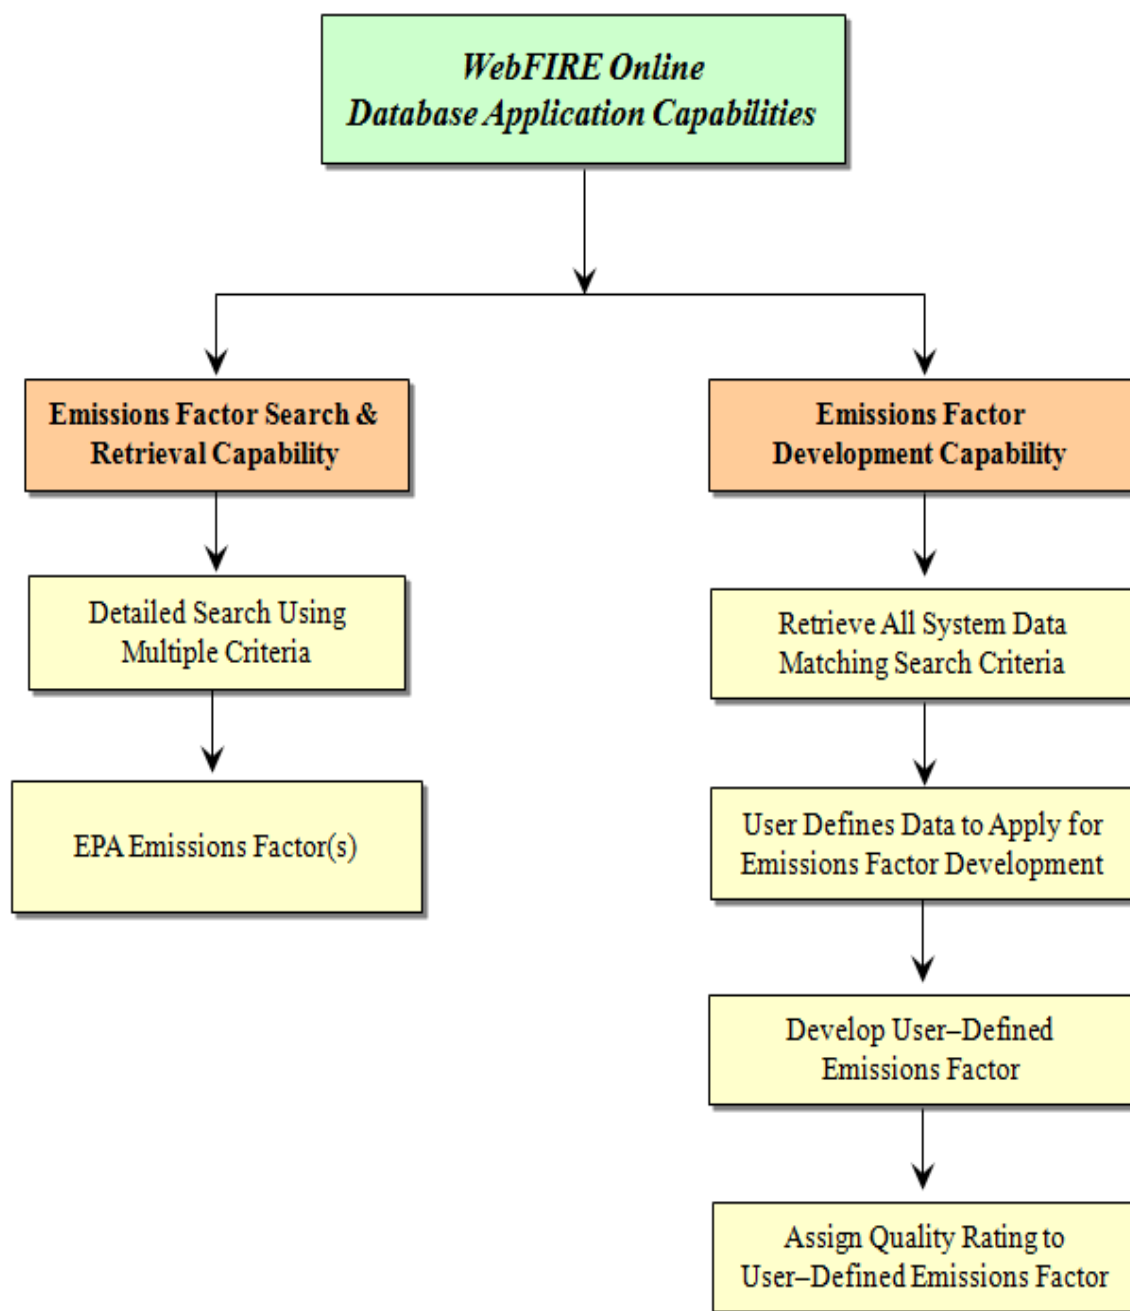 WebFIRE Online
Database Application Capabilities
Emissions Factor Search &
Retrieval Capability
Detailed Search Using
Multiple Criteria
EPA Emissions Factor(s)
Emissions Factor
Development Capability
Retrieve All System Data
Matching Search Criteria
User Defines Data to Apply for
Emissions Factor Development
Develop User–Defined
Emissions Factor
Assign Quality Rating to
User–Defined Emissions Factor